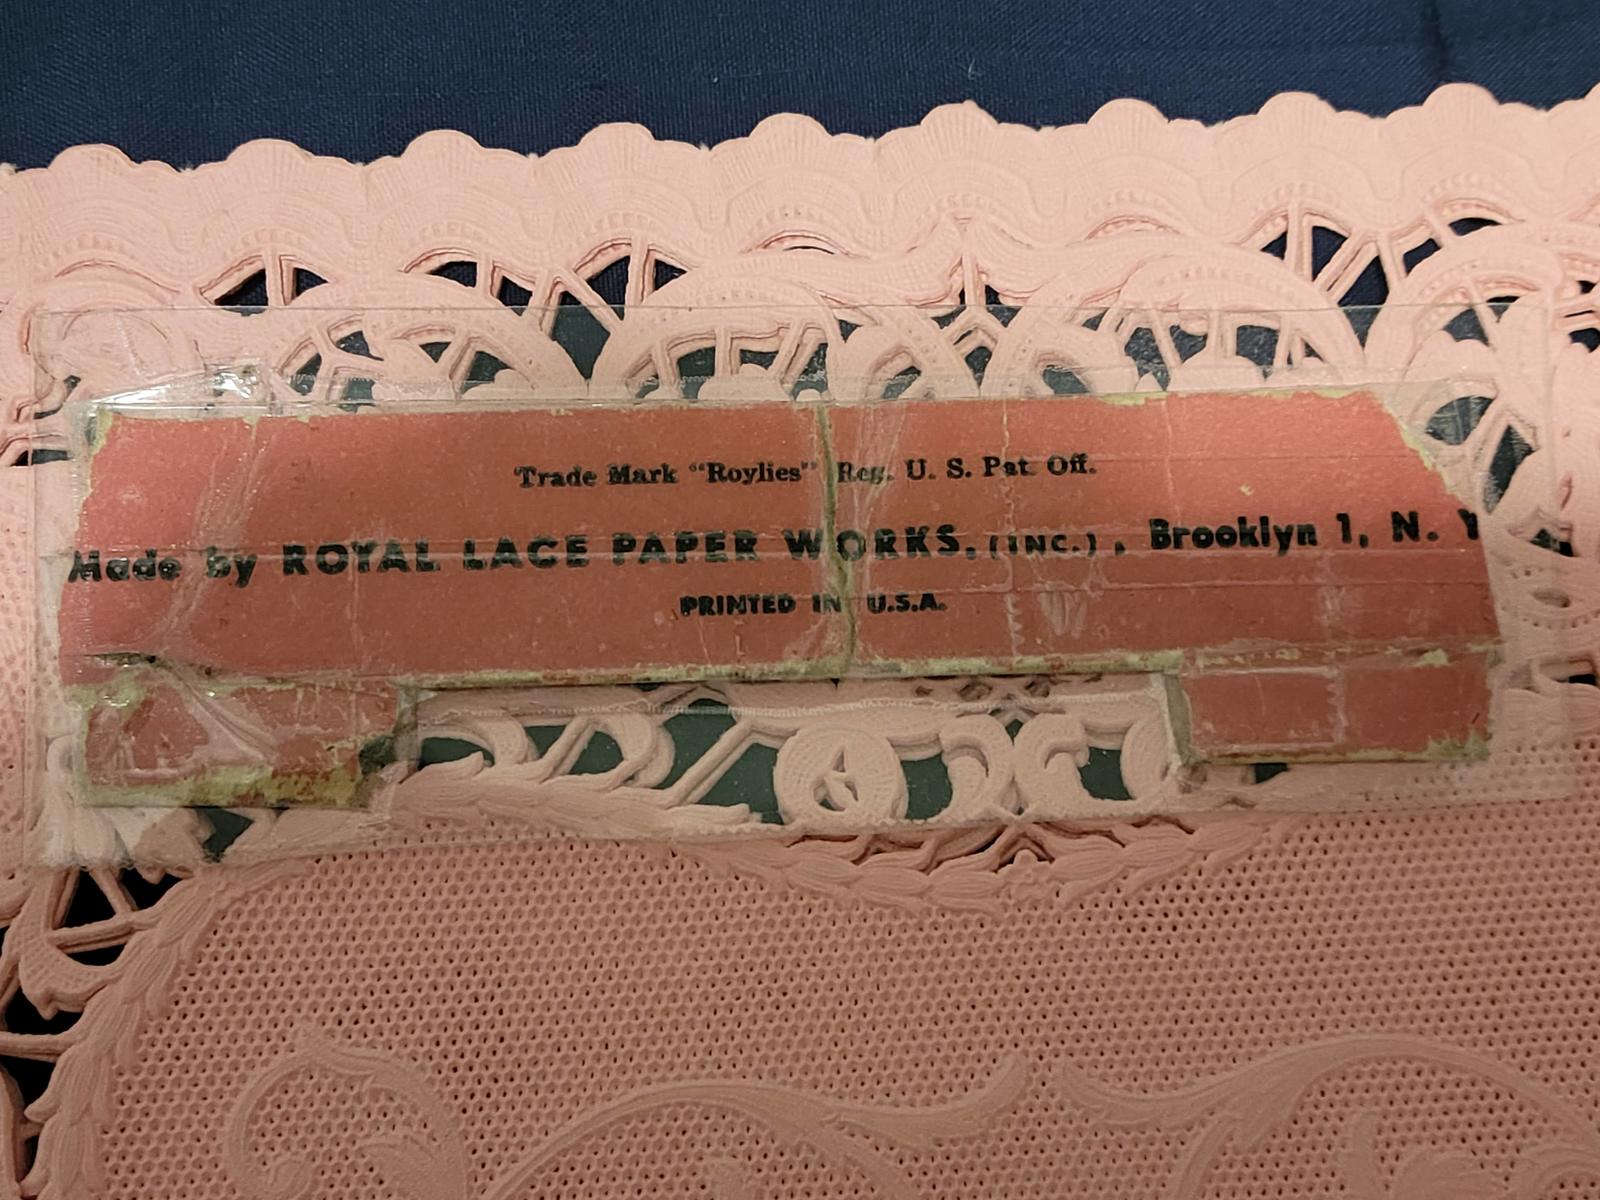 Trade Mark “Roylies” Reg. U. S. Pat. Off.
Made by ROYAL LACE PAPER WORKS, (INC.), Brooklyn 1, N. Y
PRINTED IN U.S.A.